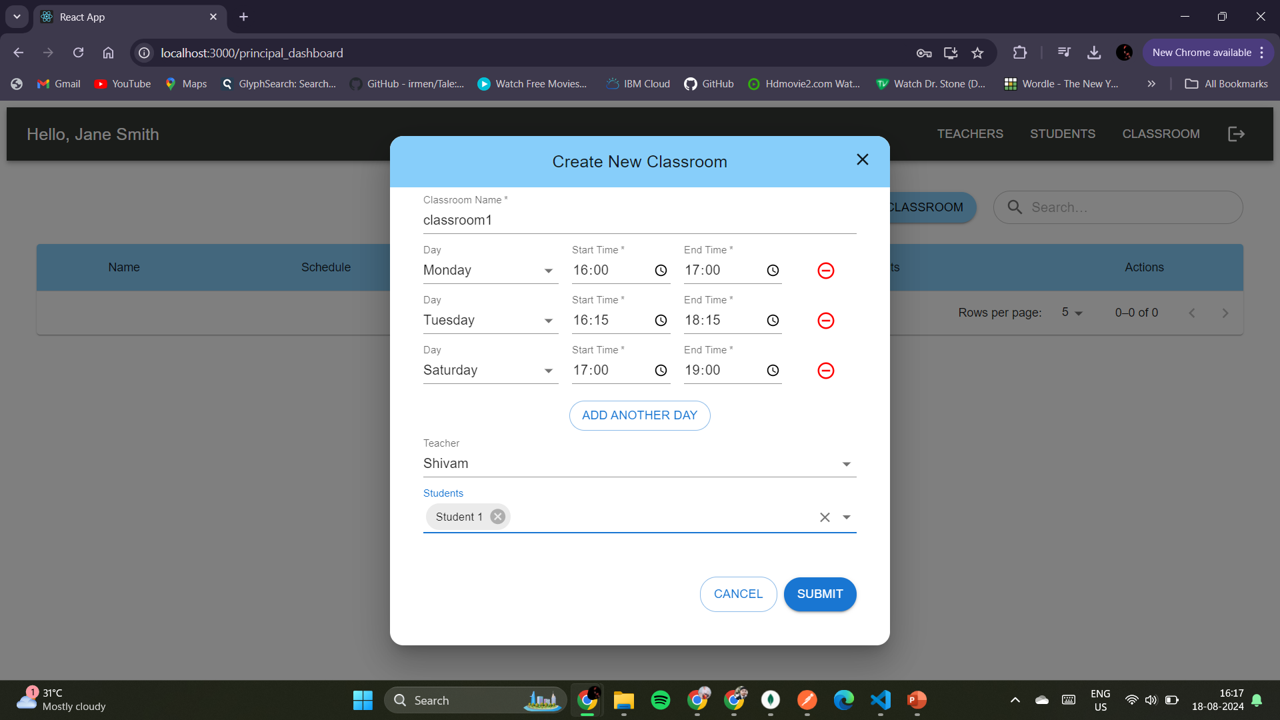 React App
localhost:3000/principal_dashboard
New Chrome available
Gmail YouTube Maps GlyphSearch: Search... GitHub - irmen/Tale:... Watch Free Movies... IBM Cloud GitHub Hdmovie2.com Wat... Watch Dr. Stone (D... Wordle - The New Y... » All Bookmarks
Hello, Jane Smith TEACHERS STUDENTS CLASSROOM
Create New Classroom
CLASSROOM Search…
Name Schedule Actions
Rows per page: 5 0–0 of 0
Classroom Name *
classroom1
Day Start Time * End Time *
Monday 16:00 17:00
Day Start Time * End Time *
Tuesday 16:15 18:15
Day Start Time * End Time *
Saturday 17:00 19:00
ADD ANOTHER DAY
Teacher
Shivam
Students
Student 1
CANCEL SUBMIT
1
31°C
Mostly cloudy
Search
ENG
US
16:17
18-08-2024